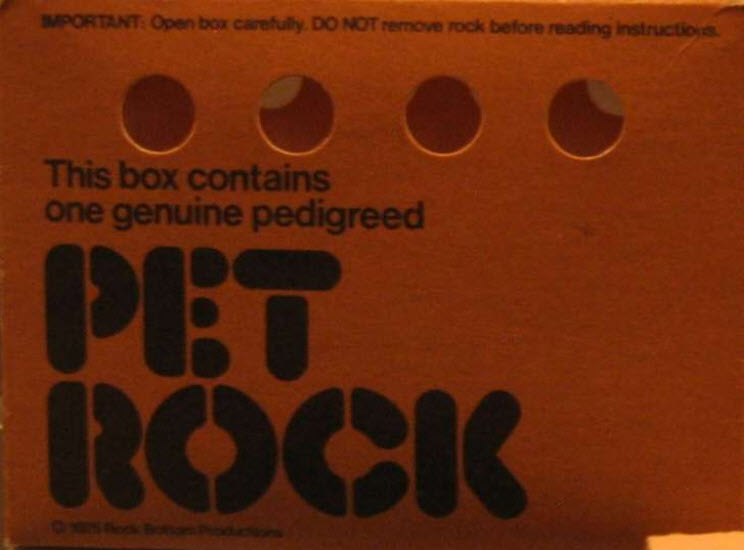 IMPORTANT: Open box carefully. DO NOT remove rock before reading instructions.
This box contains
one genuine pedigreed
PET
ROCK
© 1975 Rock Bottom Productions